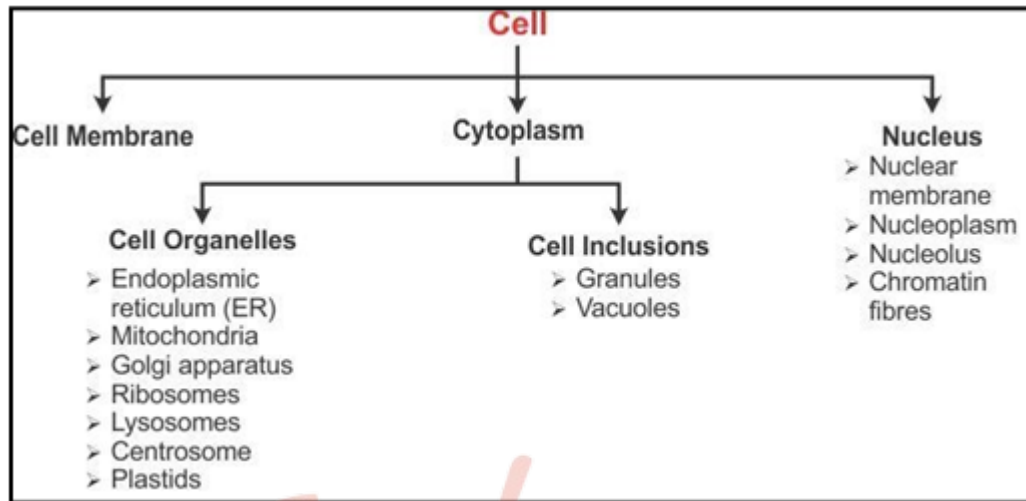 Cell
Cell Membrane
Cytoplasm
Nucleus
➢ Nuclear
membrane
➢ Nucleoplasm
➢ Nucleolus
➢ Chromatin
fibres
Cell Organelles
➢ Endoplasmic
reticulum (ER)
➢ Mitochondria
➢ Golgi apparatus
➢ Ribosomes
➢ Lysosomes
➢ Centrosome
➢ Plastids
Cell Inclusions
➢ Granules
➢ Vacuoles